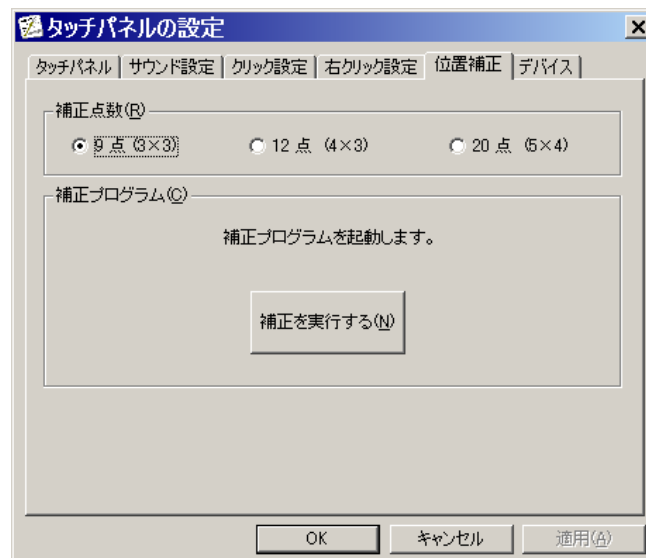 タッチパネルの設定
タッチパネル サウンド設定 クリック設定 右クリック設定 位置補正 デバイス
補正点数(R)
9 点 (3×3) 12 点 (4×3) 20 点 (5×4)
補正プログラム(C)
補正プログラムを起動します。
補正を実行する(N)
OK キャンセル 適用(A)